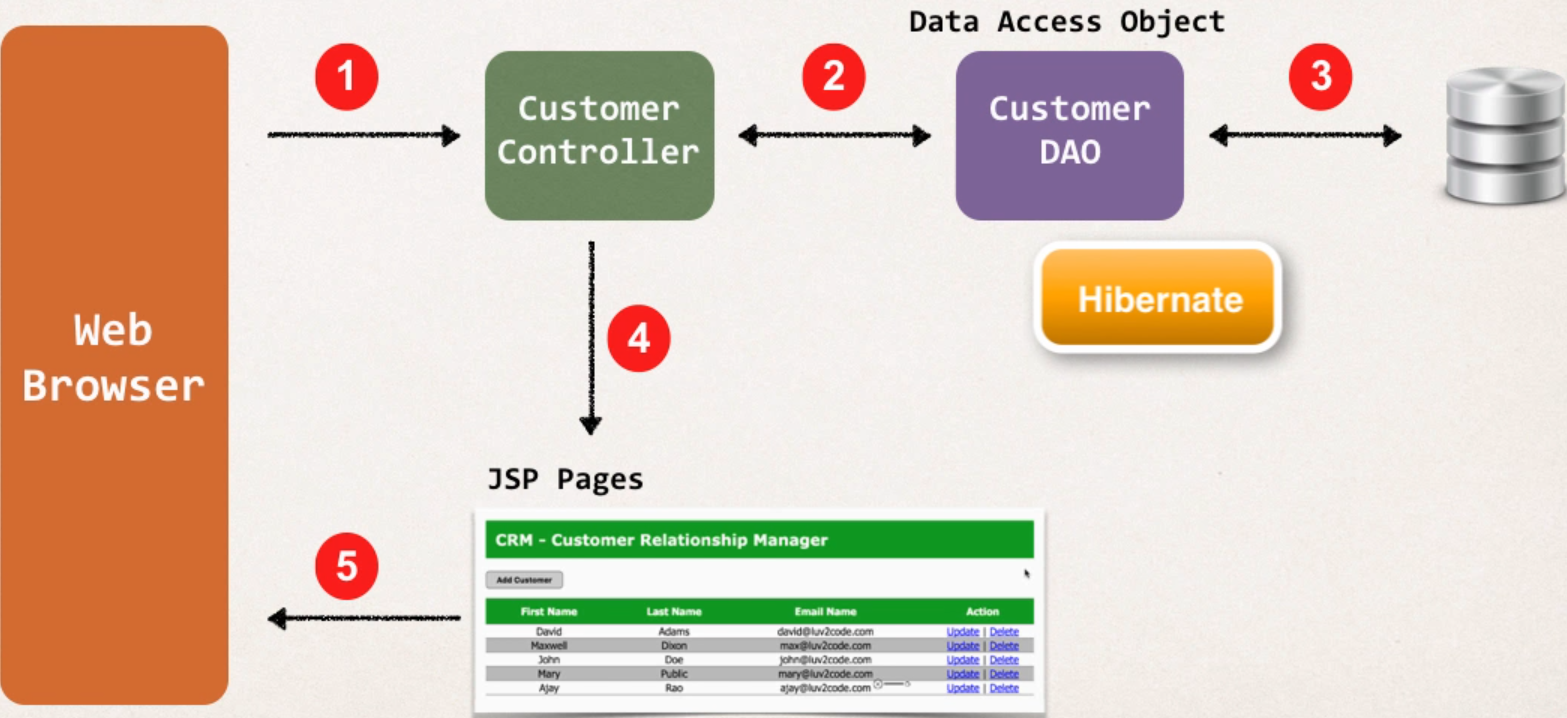 Data Access Object
1
2
3
Customer
Controller
Customer
DAO
Hibernate
Web
Browser
4
JSP Pages
5
CRM - Customer Relationship Manager
Add Customer
First Name Last Name Email Name Action
David Adams david@luv2code.com Update | Delete
Maxwell Dixon max@luv2code.com Update | Delete
John Doe john@luv2code.com Update | Delete
Mary Public mary@luv2code.com Update | Delete
Ajay Rao ajay@luv2code.com Update | Delete